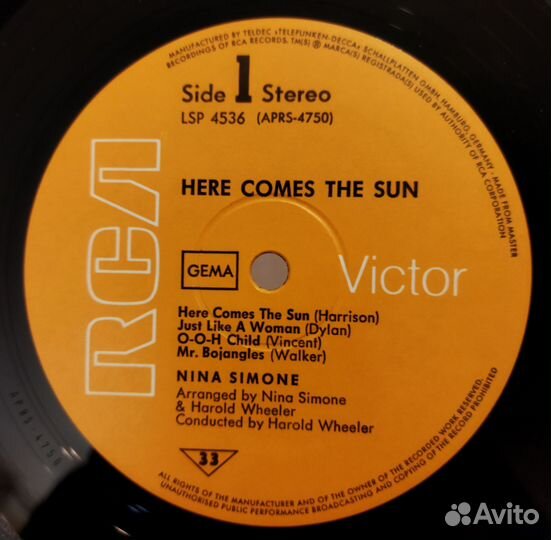 MANUFACTURED BY TELDEC »TELEFUNKEN-DECCA« SCHALLPLATTEN GMBH, HAMBURG, GERMANY - MADE FROM MASTER
RECORDINGS OF RCA RECORDS. TM(S) ® MARCA(S) REGISTRADA(S) USED BY AUTHORITY OF RCA CORPORATION
Side 1 Stereo
LSP 4536 (APRS-4750)
HERE COMES THE SUN
RCA
GEMA
Victor
Here Comes The Sun (Harrison)
Just Like A Woman (Dylan)
O-O-H Child (Vincent)
Mr. Bojangles (Walker)
NINA SIMONE
Arranged by Nina Simone
& Harold Wheeler
Conducted by Harold Wheeler
33
ALL RIGHTS OF THE MANUFACTURER AND OF THE OWNER OF THE RECORDED WORK RESERVED.
UNAUTHORISED PUBLIC PERFORMANCE BROADCASTING AND COPYING OF THE RECORD PROHIBITED
APRS 4750
Avito